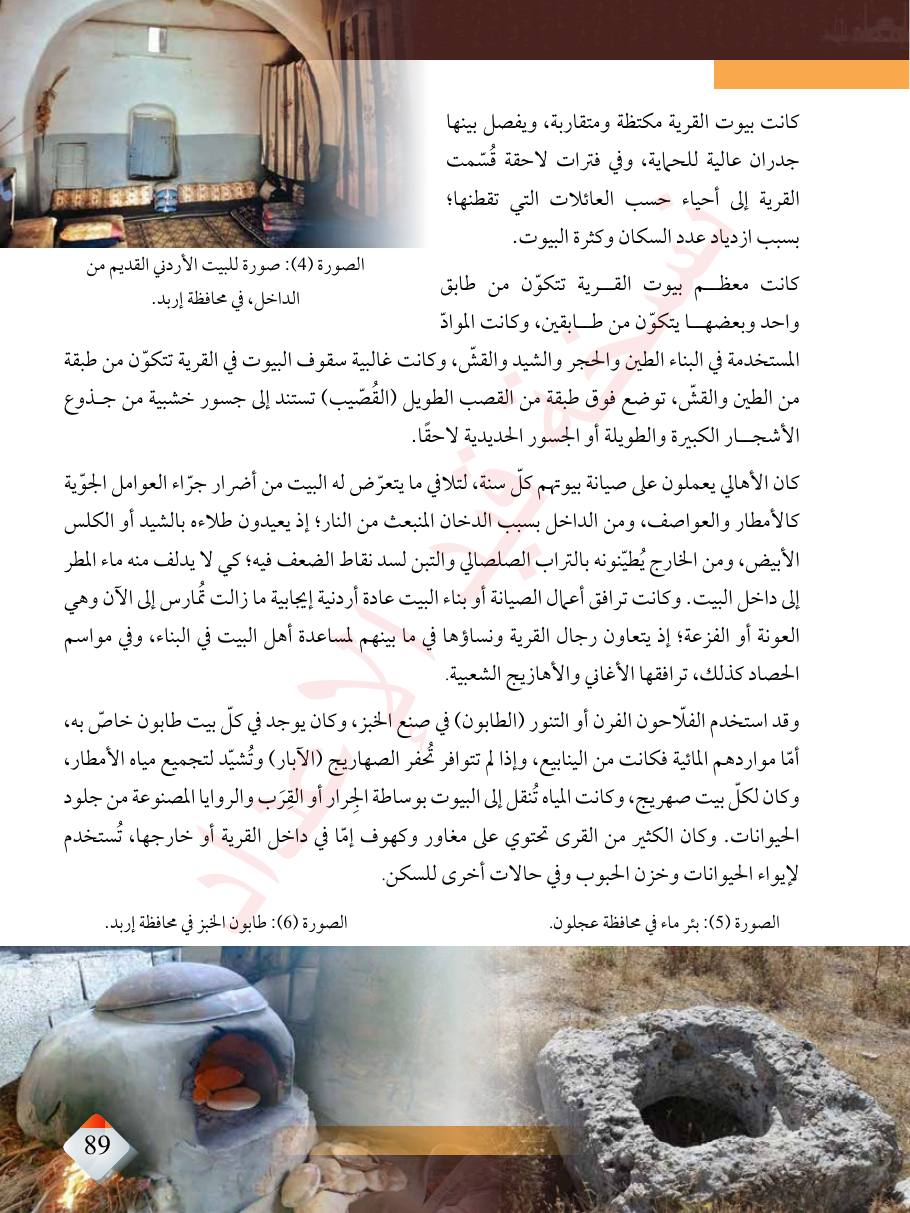 كانت بيوت القرية مكتظة ومتقاربة، ويفصل بينها
جدران عالية للحماية، وفي فترات لاحقة قُسّمت
القرية إلى أحياء حسب العائلات التي تقطنها؛
بسبب ازدياد عدد السكان وكثرة البيوت.
الصورة (4): صورة للبيت الأردني القديم من
الداخل، في محافظة إربد.
كانت معظم بيوت القرية تتكوّن من طابق
واحد وبعضها يتكوّن من طابقين، وكانت الموادّ
المستخدمة في البناء الطين والحجر والشيد والقشّ، وكانت غالبية سقوف البيوت في القرية تتكوّن من طبقة
من الطين والقشّ، توضع فوق طبقة من القصب الطويل (القُصّيب) تستند إلى جسور خشبية من جذوع
الأشجار الكبيرة والطويلة أو الجسور الحديدية لاحقًا.
كان الأهالي يعملون على صيانة بيوتهم كلّ سنة، لتلافي ما يتعرّض له البيت من أضرار جرّاء العوامل الجوّية
كالأمطار والعواصف، ومن الداخل بسبب الدخان المنبعث من النار؛ إذ يعيدون طلاءه بالشيد أو الكلس
الأبيض، ومن الخارج يُطيّنونه بالتراب الصلصالي والتبن لسد نقاط الضعف فيه؛ كي لا يدلف منه ماء المطر
إلى داخل البيت. وكانت ترافق أعمال الصيانة أو بناء البيت عادة أردنية إيجابية ما زالت تُمارس إلى الآن وهي
العونة أو الفزعة؛ إذ يتعاون رجال القرية ونساؤها في ما بينهم لمساعدة أهل البيت في البناء، وفي مواسم
الحصاد كذلك، ترافقها الأغاني والأهازيج الشعبية.
وقد استخدم الفلّاحون الفرن أو التنور (الطابون) في صنع الخبز، وكان يوجد في كلّ بيت طابون خاصّ به،
أمّا مواردهم المائية فكانت من الينابيع، وإذا لم تتوافر تُحفر الصهاريج (الآبار) وتُشيّد لتجميع مياه الأمطار،
وكان لكلّ بيت صهريج، وكانت المياه تُنقل إلى البيوت بوساطة الجِرار أو القِرَب والروايا المصنوعة من جلود
الحيوانات. وكان الكثير من القرى تحتوي على مغاور وكهوف إمّا في داخل القرية أو خارجها، تُستخدم
لإيواء الحيوانات وخزن الحبوب وفي حالات أخرى للسكن.
الصورة (5): بئر ماء في محافظة عجلون.
الصورة (6): طابون الخبز في محافظة إربد.
نسخة قيد الإعداد
89